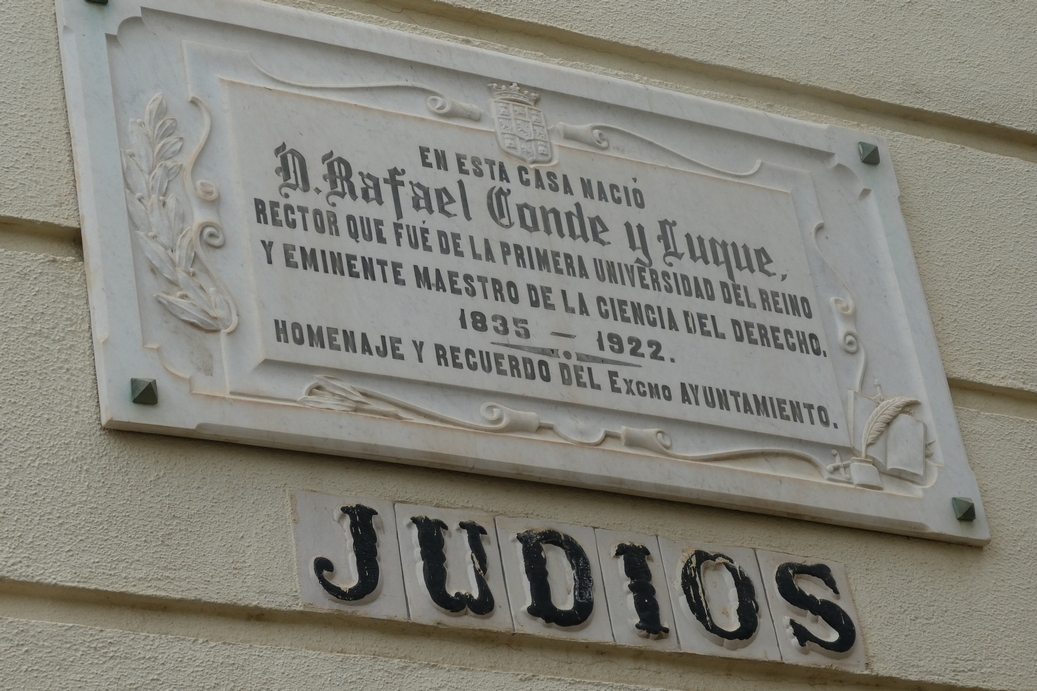 EN ESTA CASA NACIÓ
D. Rafael Conde y Luque,
RECTOR QUE FUÉ DE LA PRIMERA UNIVERSIDAD DEL REINO
Y EMINENTE MAESTRO DE LA CIENCIA DEL DERECHO.
1835 — 1922.
HOMENAJE Y RECUERDO DEL EXCMO AYUNTAMIENTO.
JUDIOS